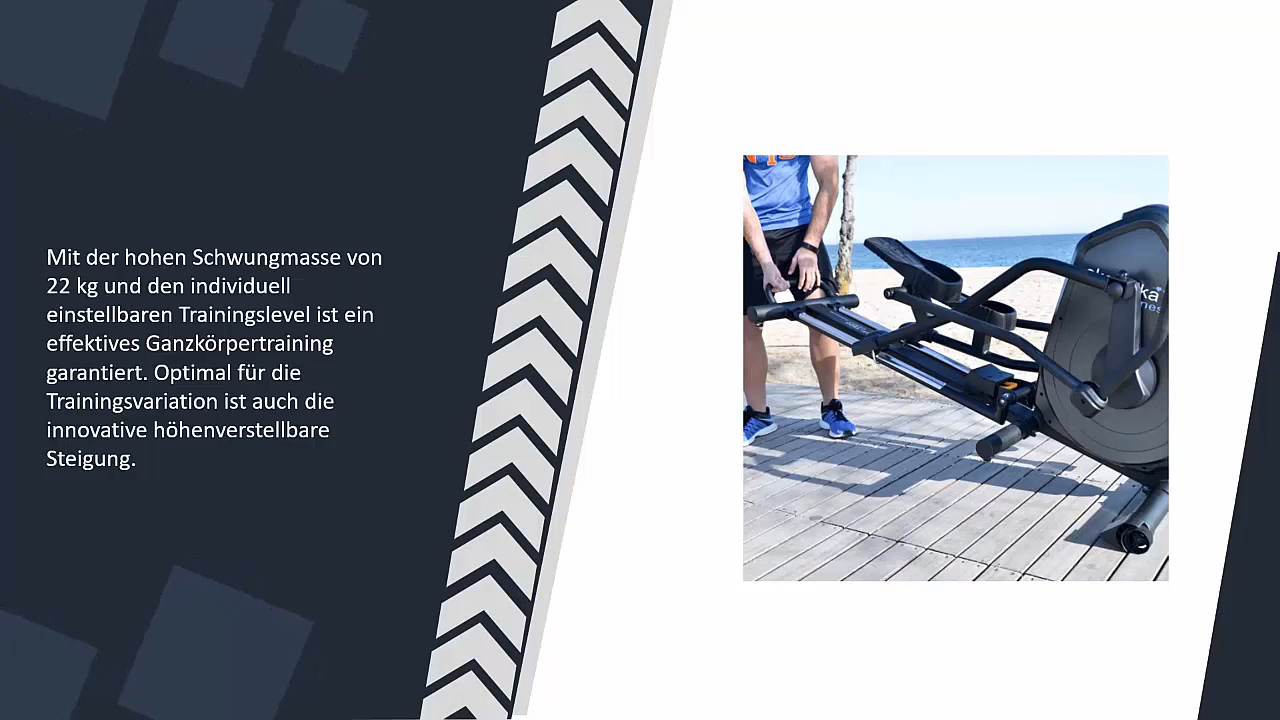 Mit der hohen Schwungmasse von
22 kg und den individuell
einstellbaren Trainingslevel ist ein
effektives Ganzkörpertraining
garantiert. Optimal für die
Trainingsvariation ist auch die
innovative höhenverstellbare
Steigung.